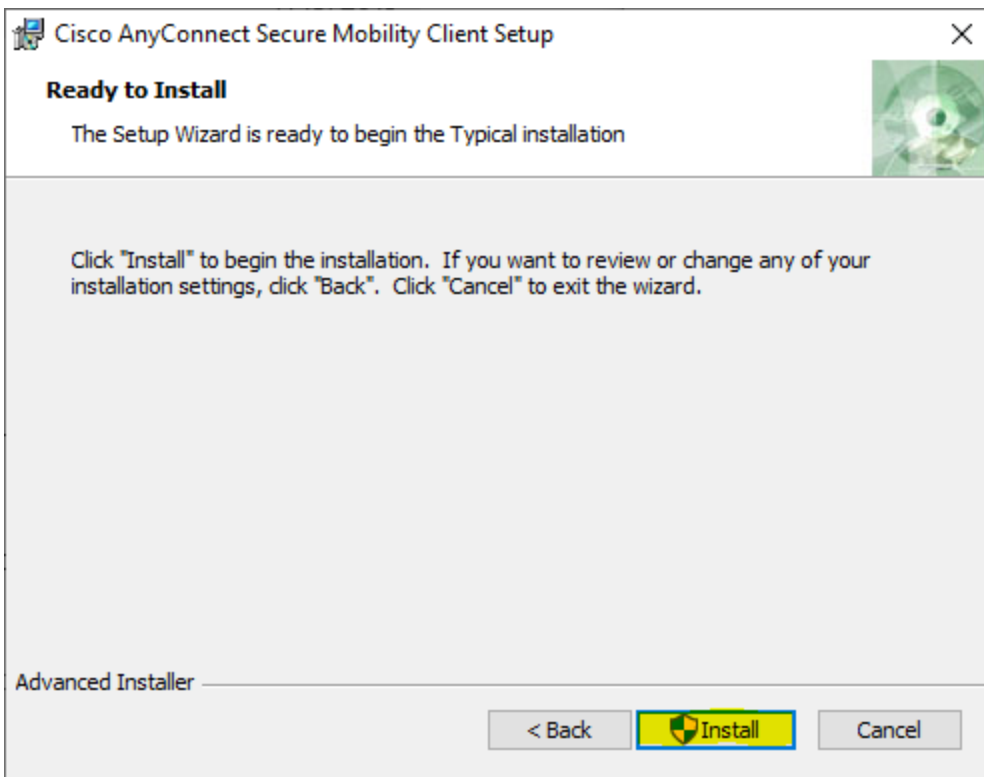 Cisco AnyConnect Secure Mobility Client Setup
Ready to Install
The Setup Wizard is ready to begin the Typical installation
Click "Install" to begin the installation.  If you want to review or change any of your
installation settings, click "Back".  Click "Cancel" to exit the wizard.
Advanced Installer
< Back
Install
Cancel